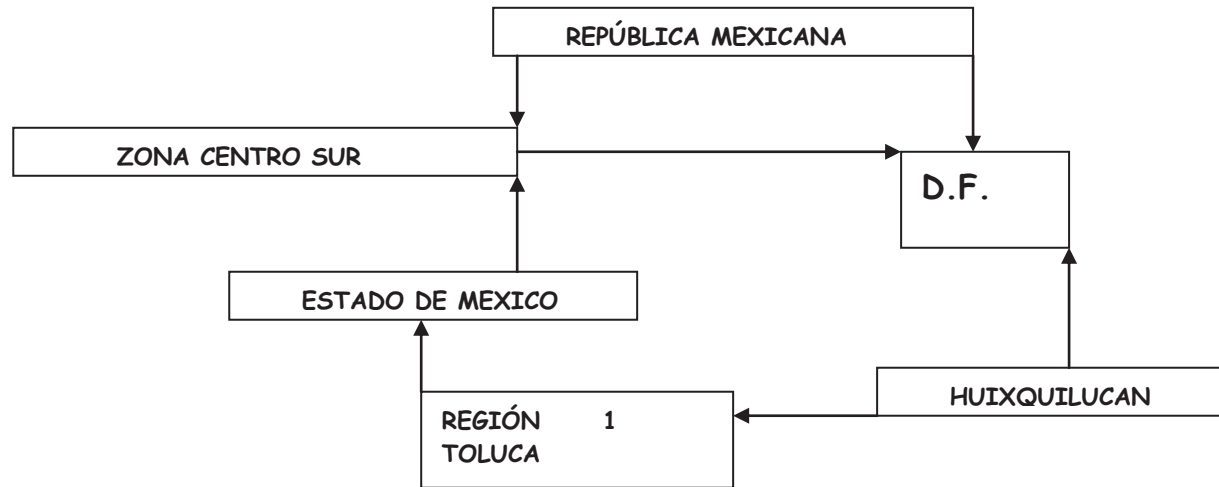 REPÚBLICA MEXICANA
ZONA CENTRO SUR
D.F.
ESTADO DE MEXICO
HUIXQUILUCAN
REGIÓN 1
TOLUCA